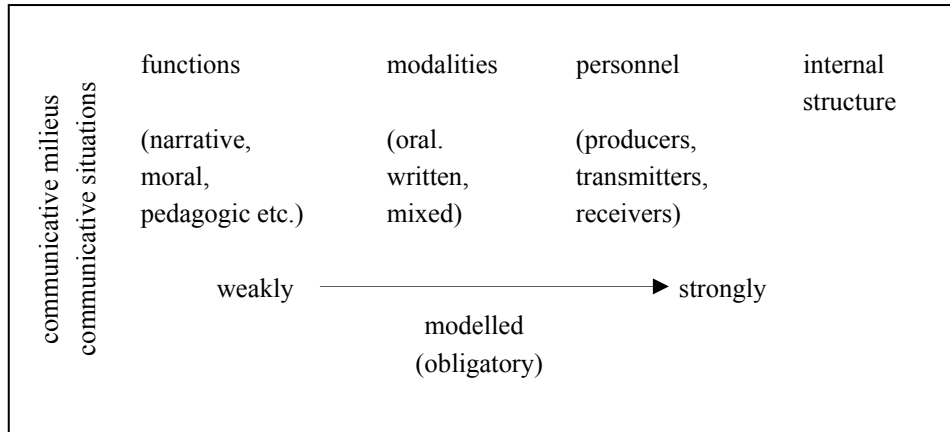 communicative milieus
communicative situations
functions
modalities
personnel
internal
structure
(narrative,
moral,
pedagogic etc.)
(oral.
written,
mixed)
(producers,
transmitters,
receivers)
weakly
strongly
modelled
(obligatory)